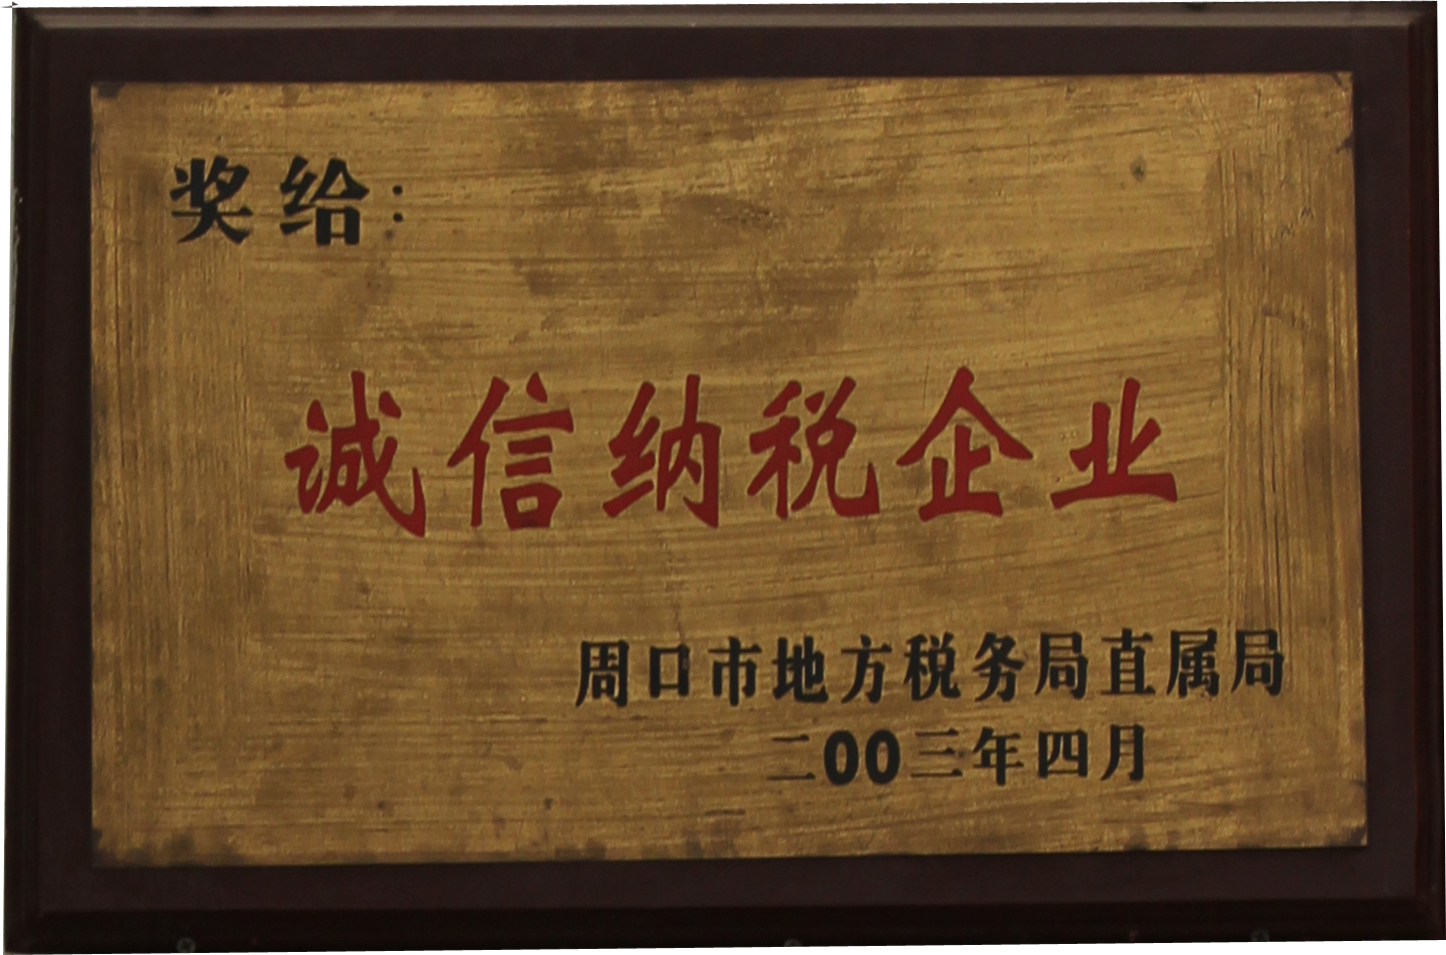 奖给:
诚信纳税企业
周口市地方税务局直属局
二00三年四月